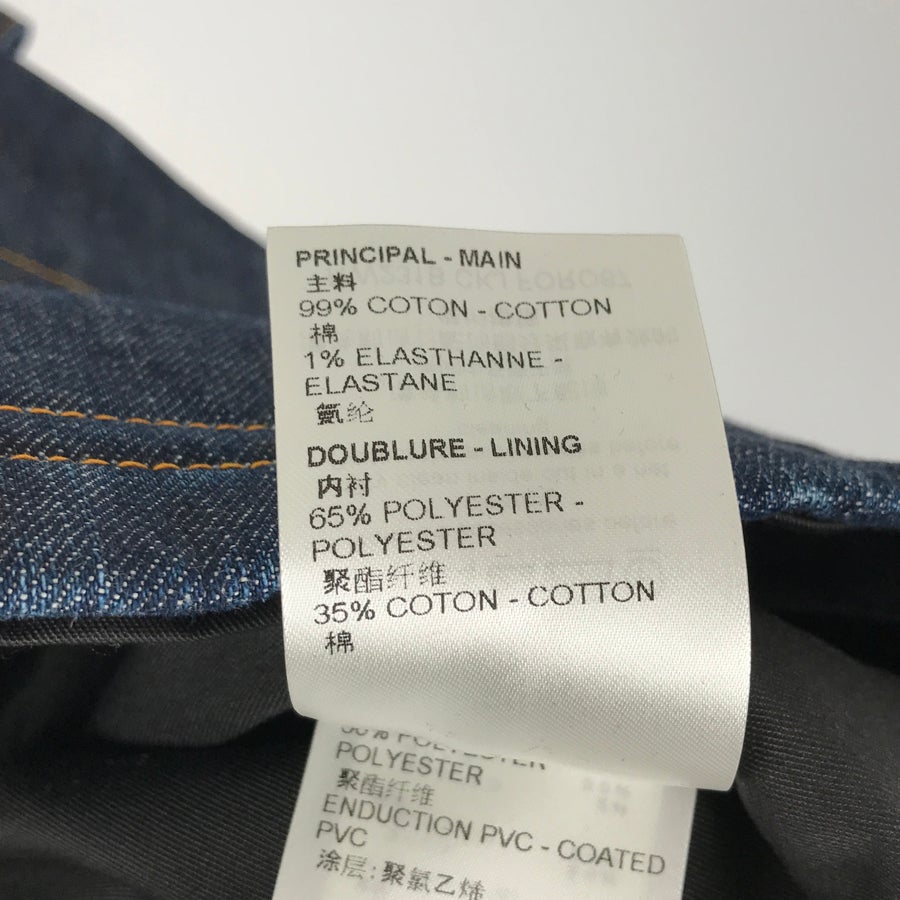 PRINCIPAL - MAIN
主料
99% COTON - COTTON
棉
1% ELASTHANNE -
ELASTANE
氨纶
DOUBLURE - LINING
内衬
65% POLYESTER -
POLYESTER
聚酯纤维
35% COTON - COTTON
棉
POLYESTER
POLYESTER
聚酯纤维
ENDUCTION PVC - COATED
PVC
涂层:聚氯乙烯